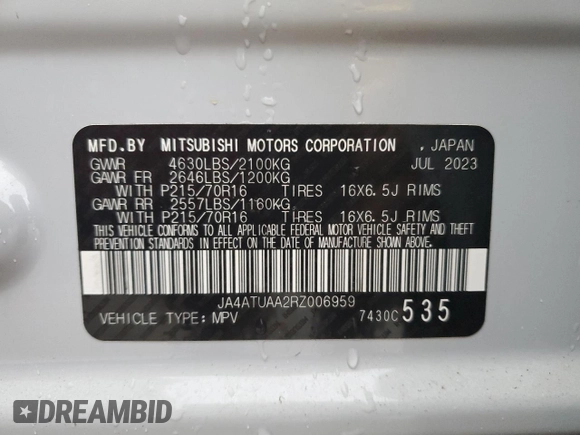 MFD.BY MITSUBISHI MOTORS CORPORATION , JAPAN
GVWR 4630LBS/2100KG JUL 2023
GAWR FR 2646LBS/1200KG
WITH P215/70R16 TIRES 16X6.5J RIMS
GAWR RR 2557LBS/1160KG
WITH P215/70R16 TIRES 16X6.5J RIMS
THIS VEHICLE CONFORMS TO ALL APPLICABLE FEDERAL MOTOR VEHICLE SAFETY AND THEFT
PREVENTION STANDARDS IN EFFECT ON THE DATE OF MANUFACTURE SHOWN ABOVE.
JA4ATUAA2RZ006959
VEHICLE TYPE: MPV 7430C 535
DREAMBID